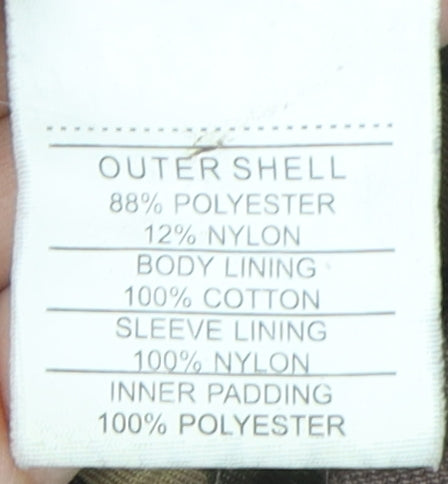 OUTER SHELL
88% POLYESTER
12% NYLON
BODY LINING
100% COTTON
SLEEVE LINING
100% NYLON
INNER PADDING
100% POLYESTER